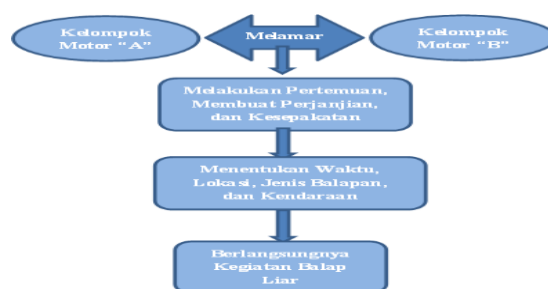 Kelompok
Motor "A"
Melamar
Kelompok
Motor "B"
Melakukan Pertemuan,
Membuat Perjanjian,
dan Kesepakatan
Menentukan Waktu,
Lokasi, Jenis Balapan,
dan Kendaraan
Berlangsungnya
Kegiatan Balap
Liar